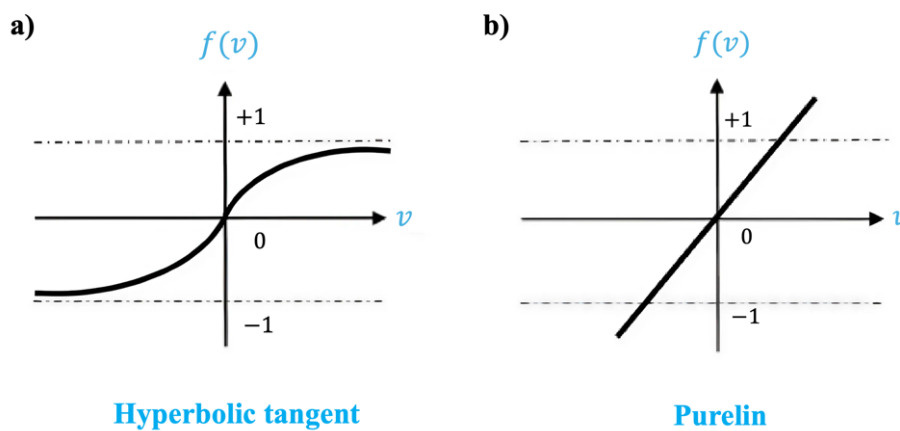 a)
f(v)
+1
v
0
−1
Hyperbolic tangent
b)
f(v)
+1
v
0
−1
Purelin